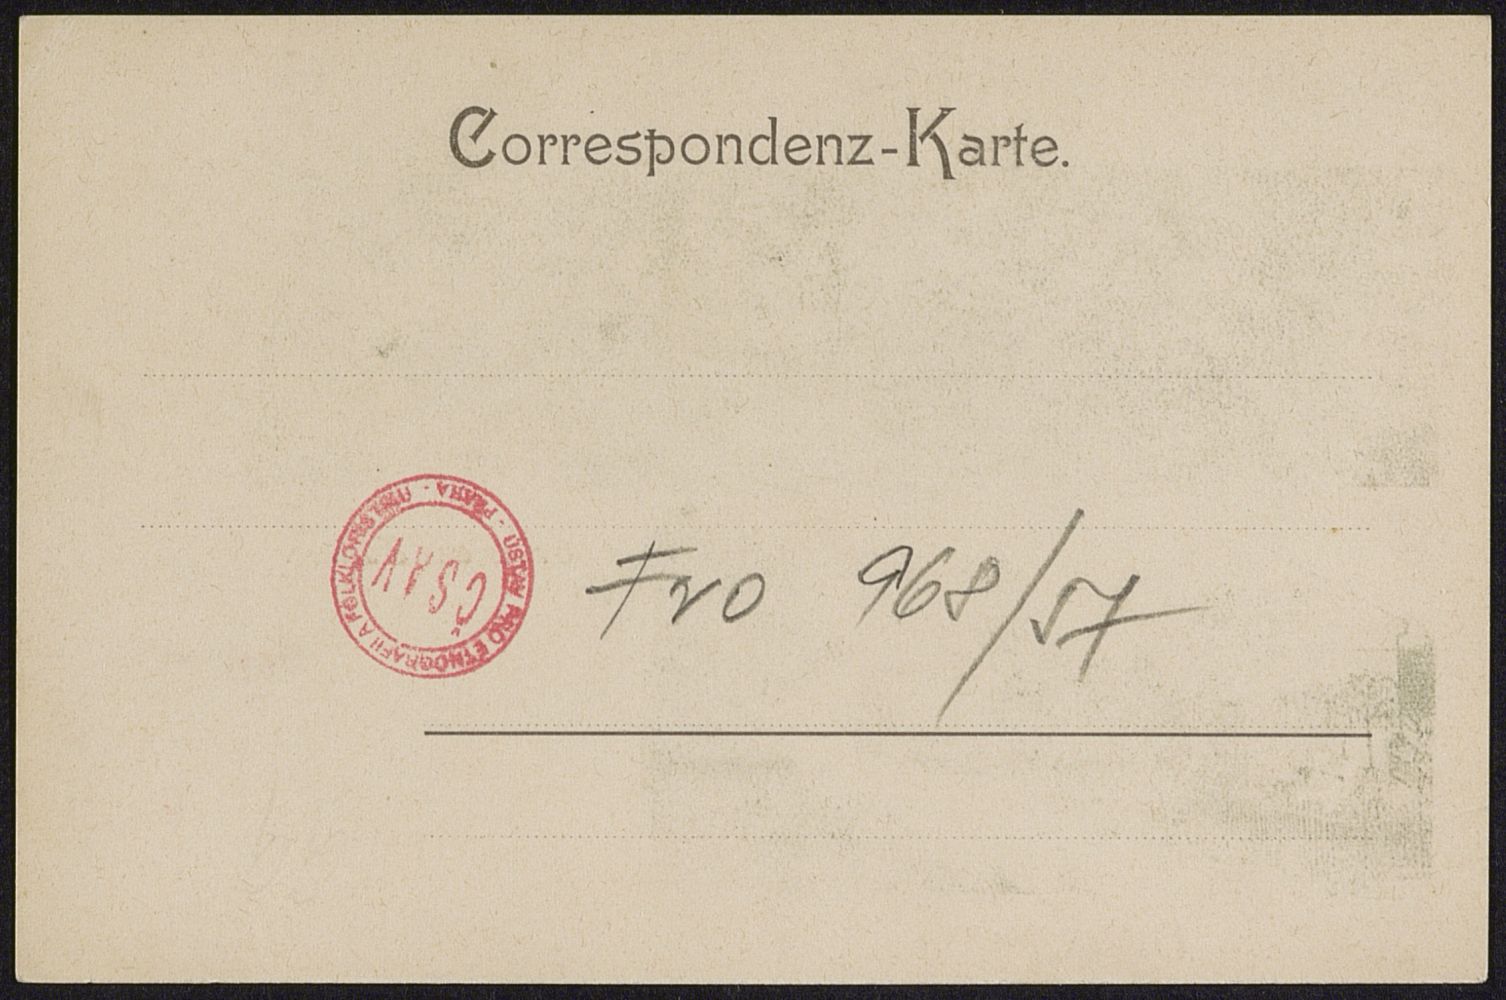 Correspondenz-Karte.
ÚSTAV PRO ETNOGRAFII A FOLKLORISTIKU · PRAHA ·
ČSAV
Fro 968/57